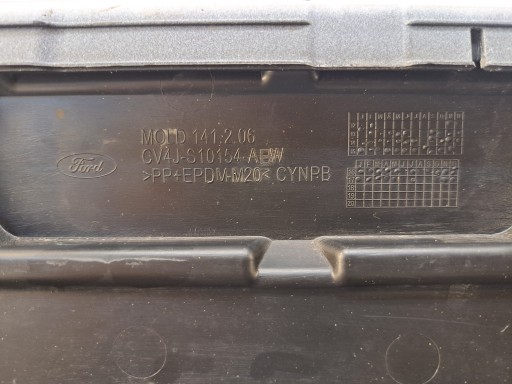 MOLD 141.2.06
Ford
CV4J-S10154-AEW
>PP+EPDM-M20< CYNPB